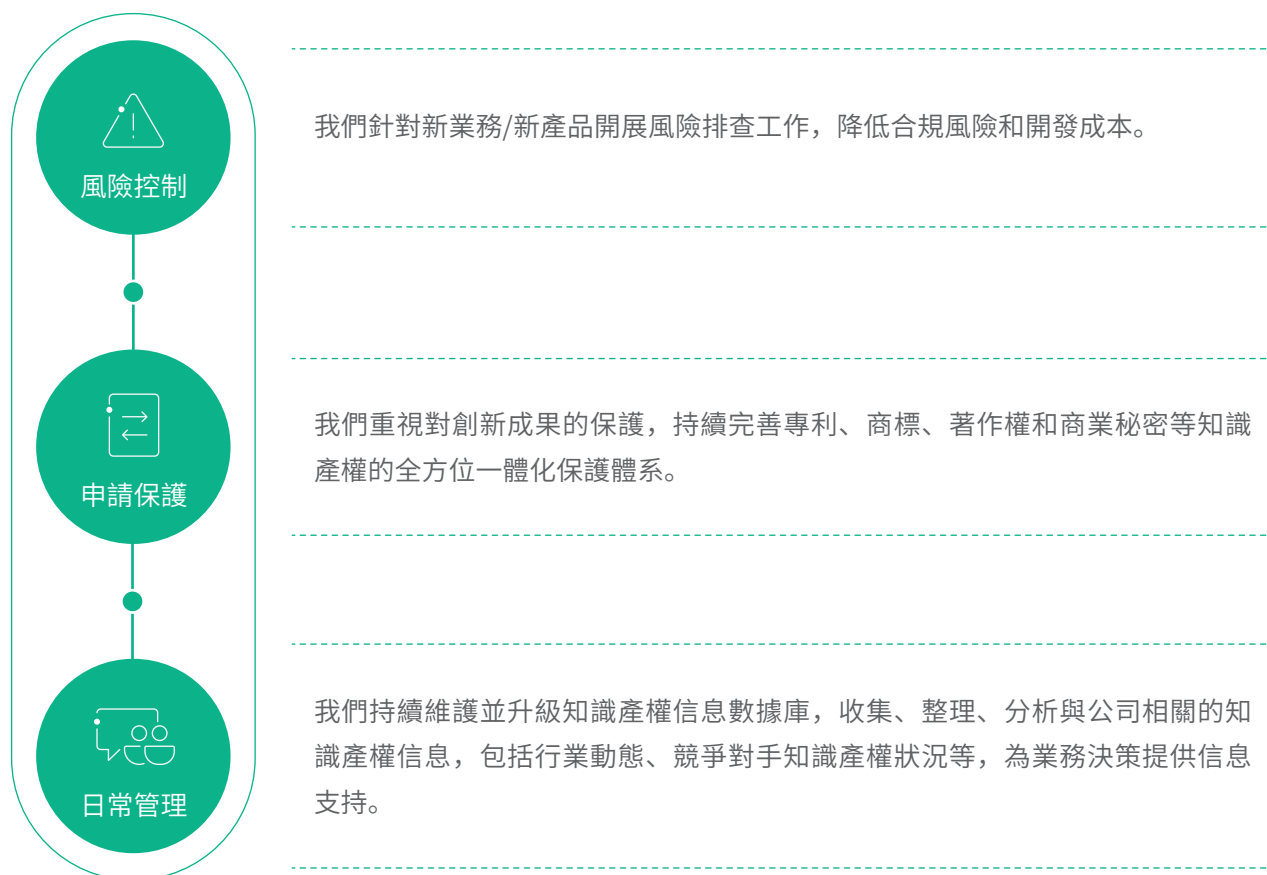 風險控制
我們針對新業務/新產品開展風險排查工作，降低合規風險和開發成本。
申請保護
我們重視對創新成果的保護，持續完善專利、商標、著作權和商業秘密等知識
產權的全方位一體化保護體系。
日常管理
我們持續維護並升級知識產權信息數據庫，收集、整理、分析與公司相關的知
識產權信息，包括行業動態、競爭對手知識產權狀況等，為業務決策提供信息
支持。